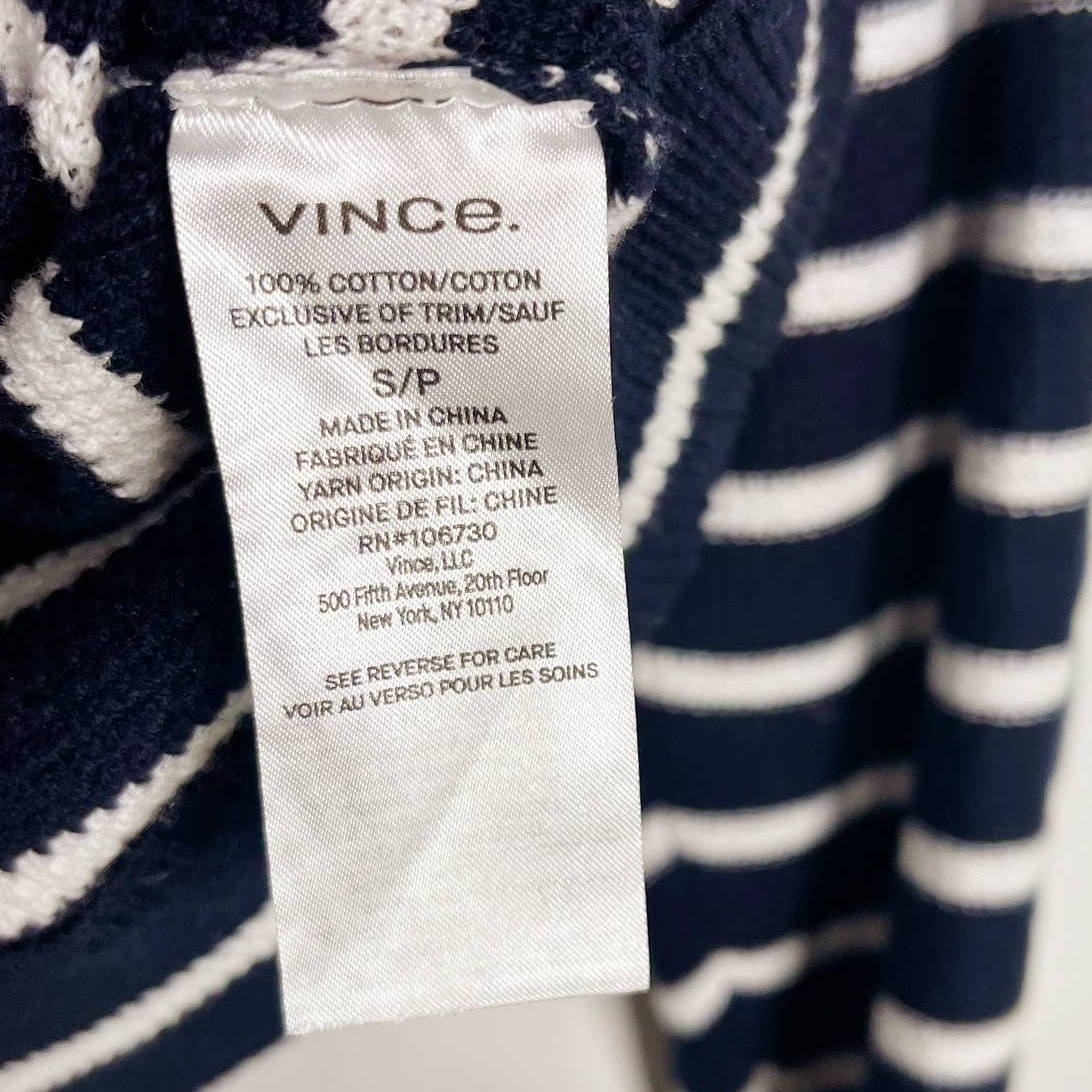 VINCe.
100% COTTON/COTON
EXCLUSIVE OF TRIM/SAUF
LES BORDURES
S/P
MADE IN CHINA
FABRIQUÉ EN CHINE
YARN ORIGIN: CHINA
ORIGINE DE FIL: CHINE
RN#106730
Vince, LLC
500 Fifth Avenue, 20th Floor
New York, NY 10110
SEE REVERSE FOR CARE
VOIR AU VERSO POUR LES SOINS